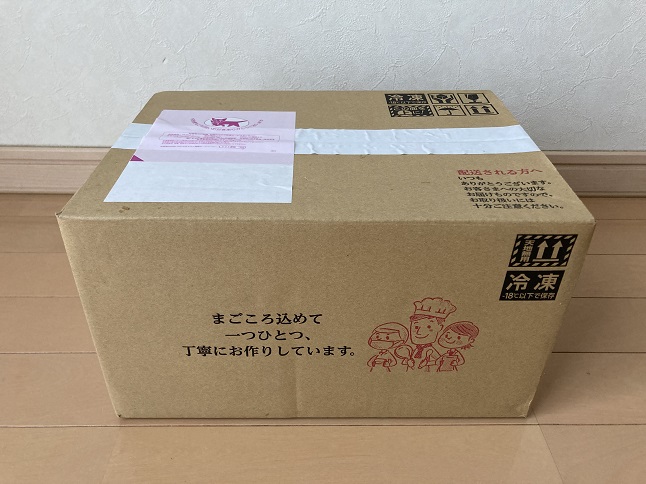 冷凍
配送される方へ
いつも
ありがとうございます。
お客さまへの大切な
お届けものですので、
お取り扱いには
十分ご注意ください。
天地無用
冷凍
-18℃以下で保存
まごころ込めて
一つひとつ、
丁寧にお作りしています。